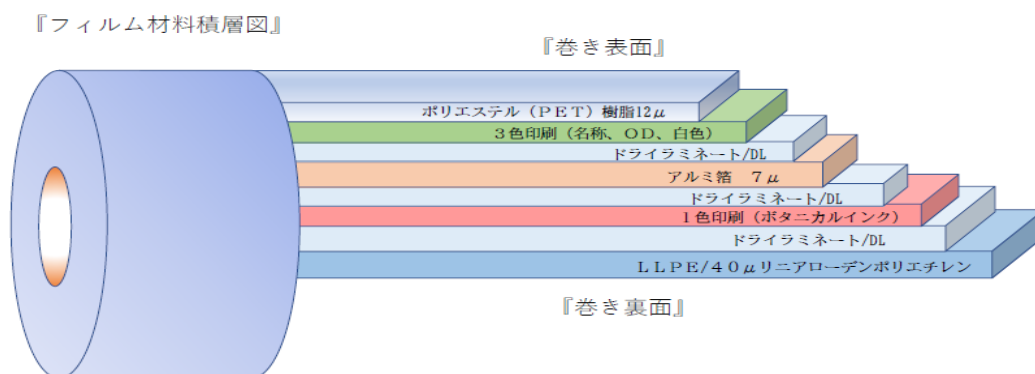 『フィルム材料積層図』
『巻き表面』
ポリエステル(PET)樹脂12μ
3色印刷(名称、OD、白色)
ドライラミネート/DL
アルミ箔 7μ
ドライラミネート/DL
1色印刷(ボタニカルインク)
ドライラミネート/DL
LLPE/40μリニアローデンポリエチレン
『巻き裏面』